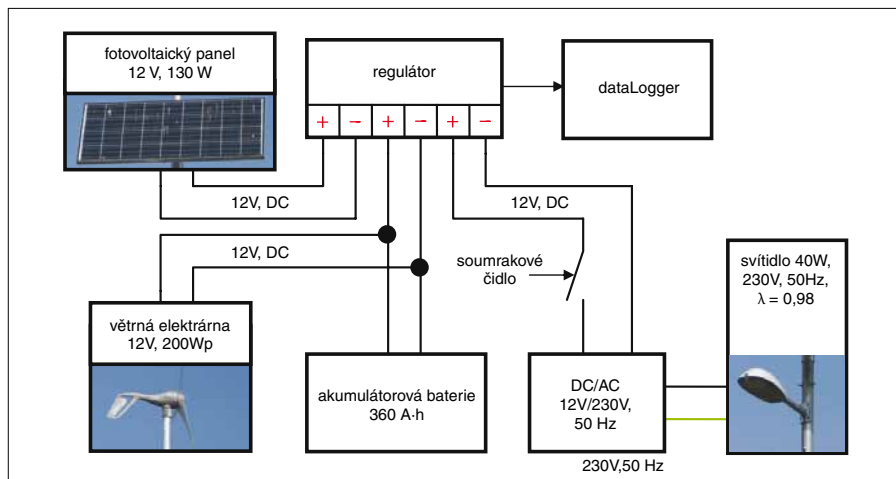 fotovoltaický panel
12 V, 130 W
regulátor
dataLogger
+ − + − + −
12V, DC
12V, DC
12V, DC
soumrakové
čidlo
svítidlo 40W,
230V, 50Hz,
λ = 0,98
větrná elektrárna
12V, 200Wp
akumulátorová baterie
360 A·h
DC/AC
12V/230V,
50 Hz
230V,50 Hz